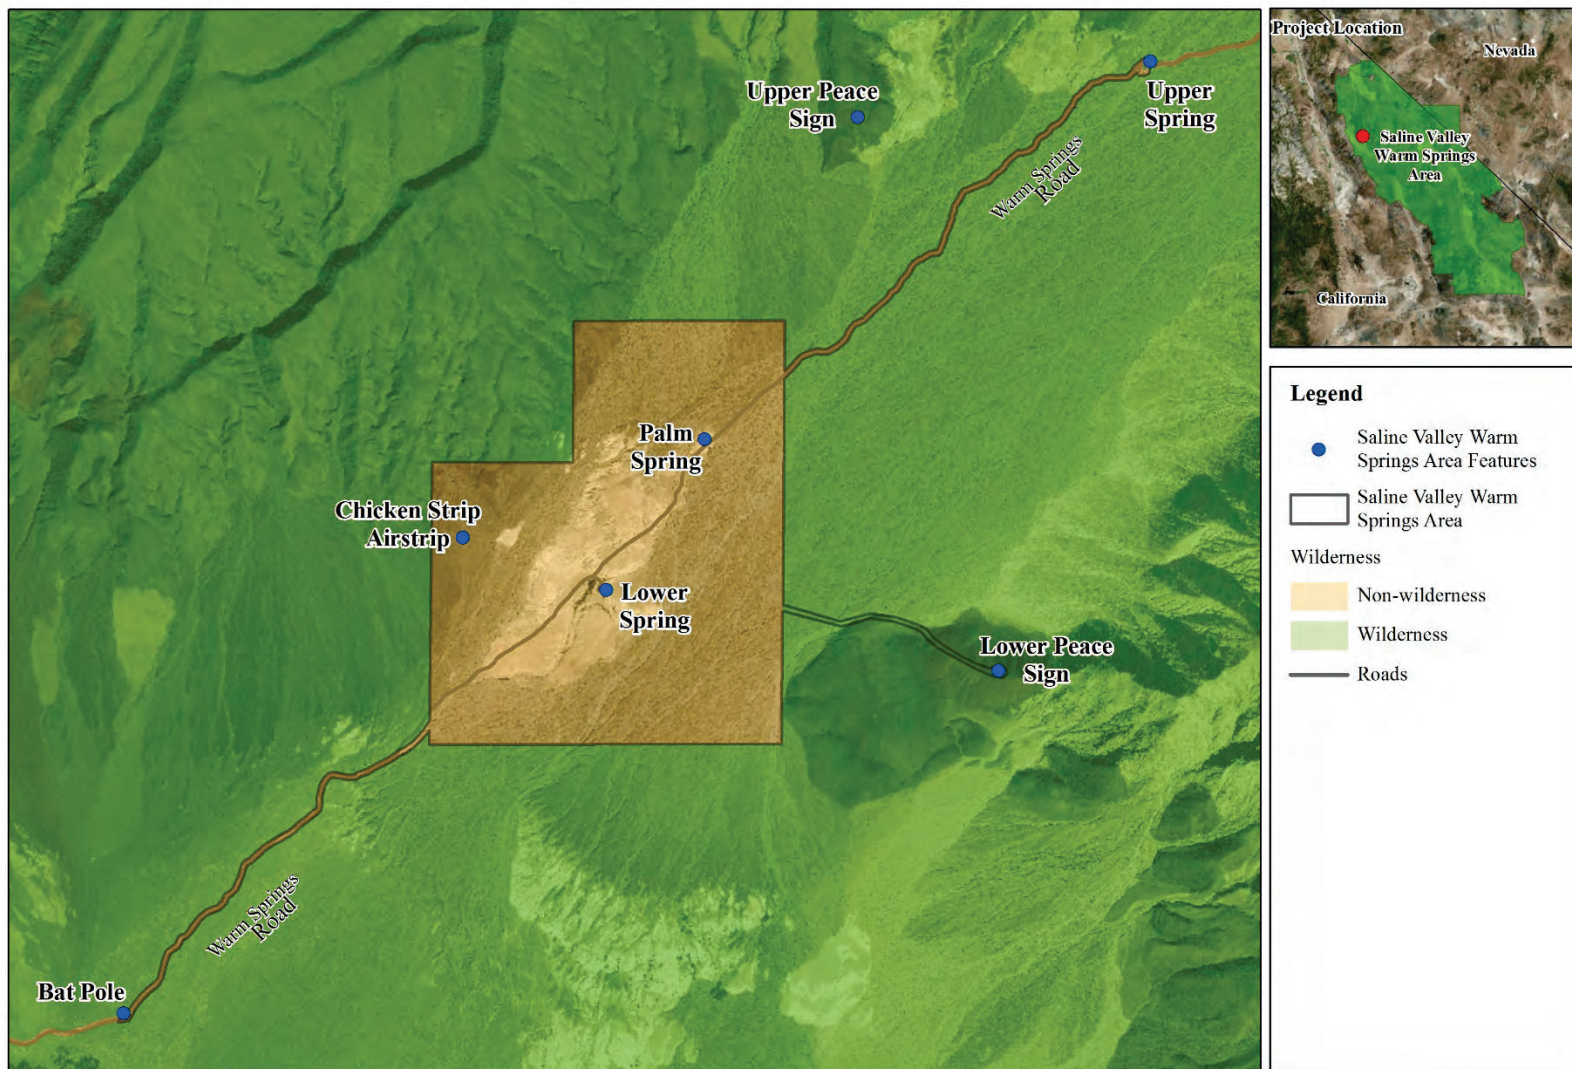 Upper Peace
Sign
Upper
Spring
Warm Springs
Road
Palm
Spring
Chicken Strip
Airstrip
Lower
Spring
Lower Peace
Sign
Warm Springs
Road
Bat Pole
Project Location
Nevada
Saline Valley
Warm Springs
Area
California
Legend
Saline Valley Warm
Springs Area Features
Saline Valley Warm
Springs Area
Wilderness
Non-wilderness
Wilderness
Roads